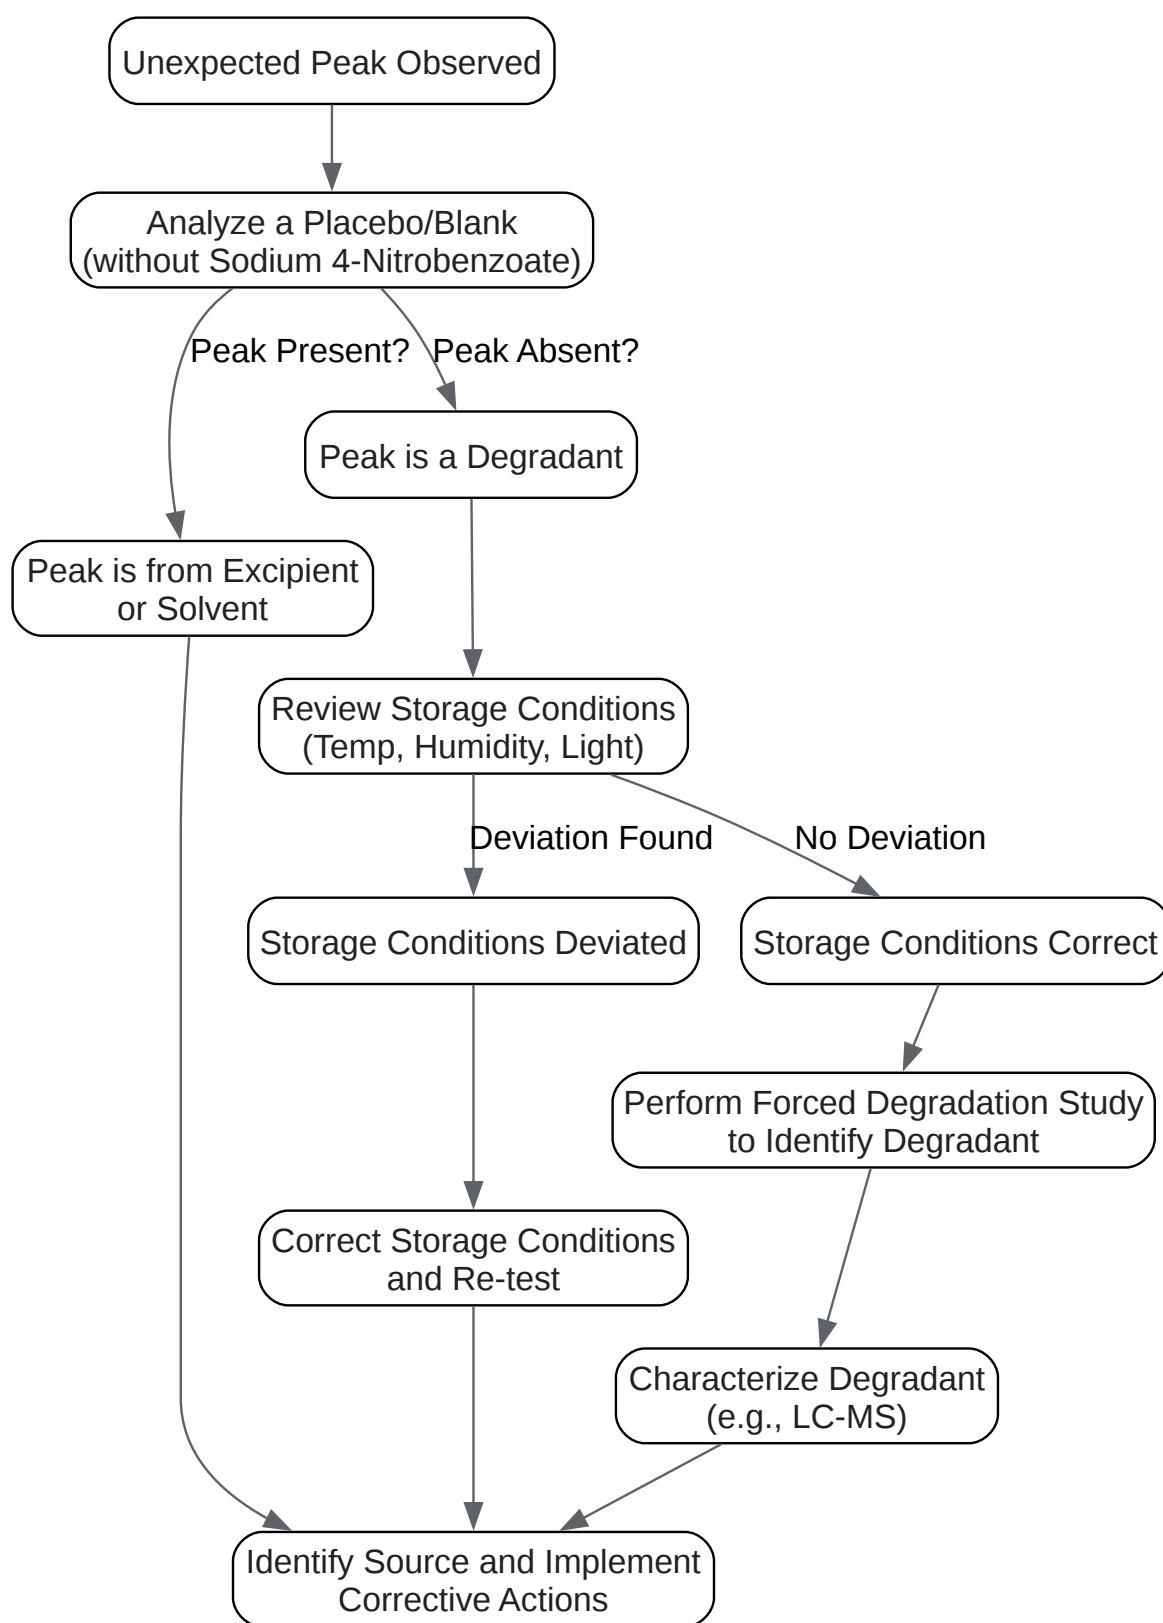 Unexpected Peak Observed
Analyze a Placebo/Blank
(without Sodium 4-Nitrobenzoate)
Peak Present?
Peak Absent?
Peak is a Degradant
Peak is from Excipient
or Solvent
Review Storage Conditions
(Temp, Humidity, Light)
Deviation Found
No Deviation
Storage Conditions Deviated
Storage Conditions Correct
Perform Forced Degradation Study
to Identify Degradant
Correct Storage Conditions
and Re-test
Characterize Degradant
(e.g., LC-MS)
Identify Source and Implement
Corrective Actions